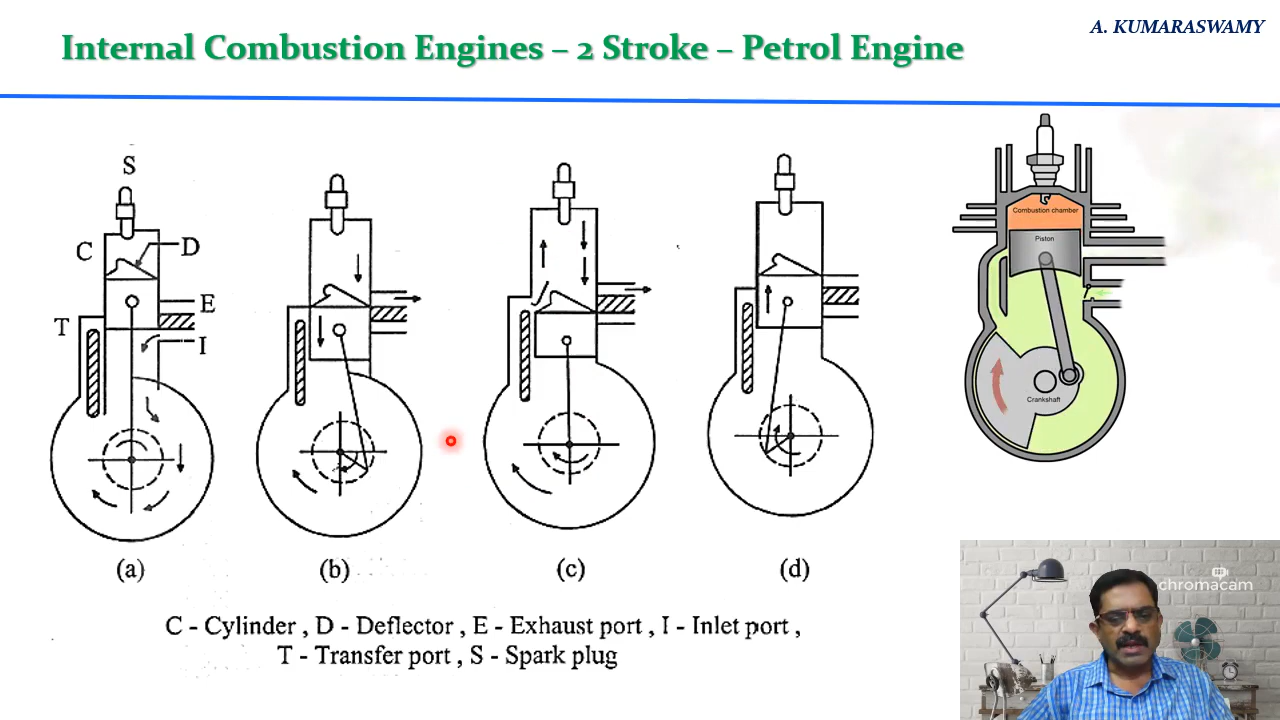 A. KUMARASWAMY
Internal Combustion Engines – 2 Stroke – Petrol Engine
S
C
D
E
T
I
Combustion chamber
Piston
Crankshaft
(a)
(b)
(c)
(d)
chromacam
C - Cylinder , D - Deflector , E - Exhaust port , I - Inlet port ,
T - Transfer port , S - Spark plug